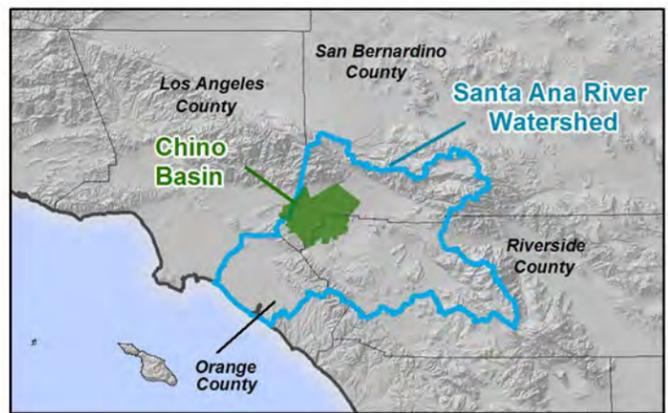 San Bernardino
County
Los Angeles
County
Santa Ana River
Watershed
Chino
Basin
Riverside
County
Orange
County